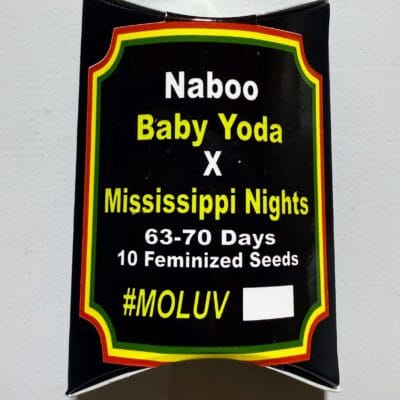 Naboo
Baby Yoda
X
Mississippi Nights
63-70 Days
10 Feminized Seeds
#MOLUV